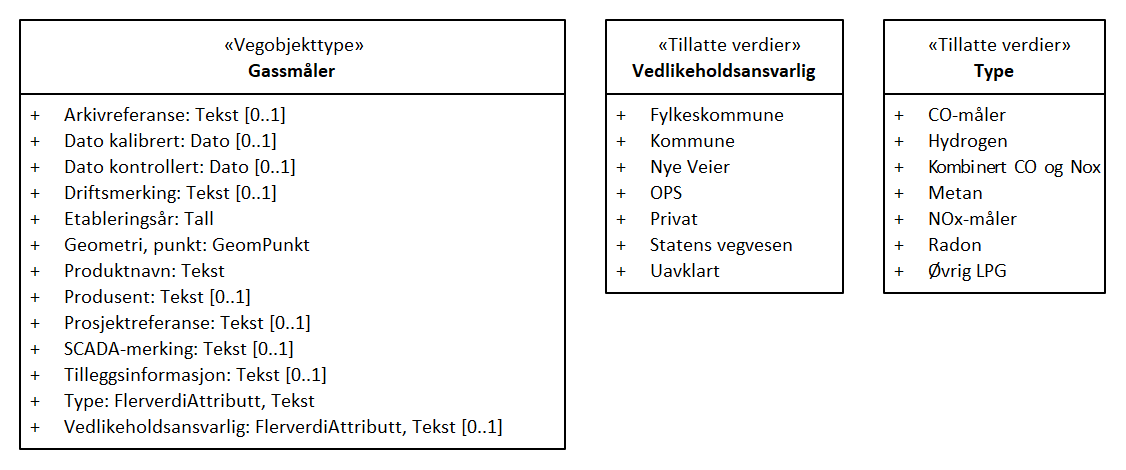 «Vegobjekttype»
Gassmåler
+ Arkivreferanse: Tekst [0..1]
+ Dato kalibrert: Dato [0..1]
+ Dato kontrollert: Dato [0..1]
+ Driftsmerking: Tekst [0..1]
+ Etableringsår: Tall
+ Geometri, punkt: GeomPunkt
+ Produktnavn: Tekst
+ Produsent: Tekst [0..1]
+ Prosjektreferanse: Tekst [0..1]
+ SCADA-merking: Tekst [0..1]
+ Tilleggsinformasjon: Tekst [0..1]
+ Type: FlerverdiAttributt, Tekst
+ Vedlikeholdsansvarlig: FlerverdiAttributt, Tekst [0..1]
«Tillatte verdier»
Vedlikeholdsansvarlig
+ Fylkeskommune
+ Kommune
+ Nye Veier
+ OPS
+ Privat
+ Statens vegvesen
+ Uavklart
«Tillatte verdier»
Type
+ CO-måler
+ Hydrogen
+ Kombinert CO og Nox
+ Metan
+ NOx-måler
+ Radon
+ Øvrig LPG